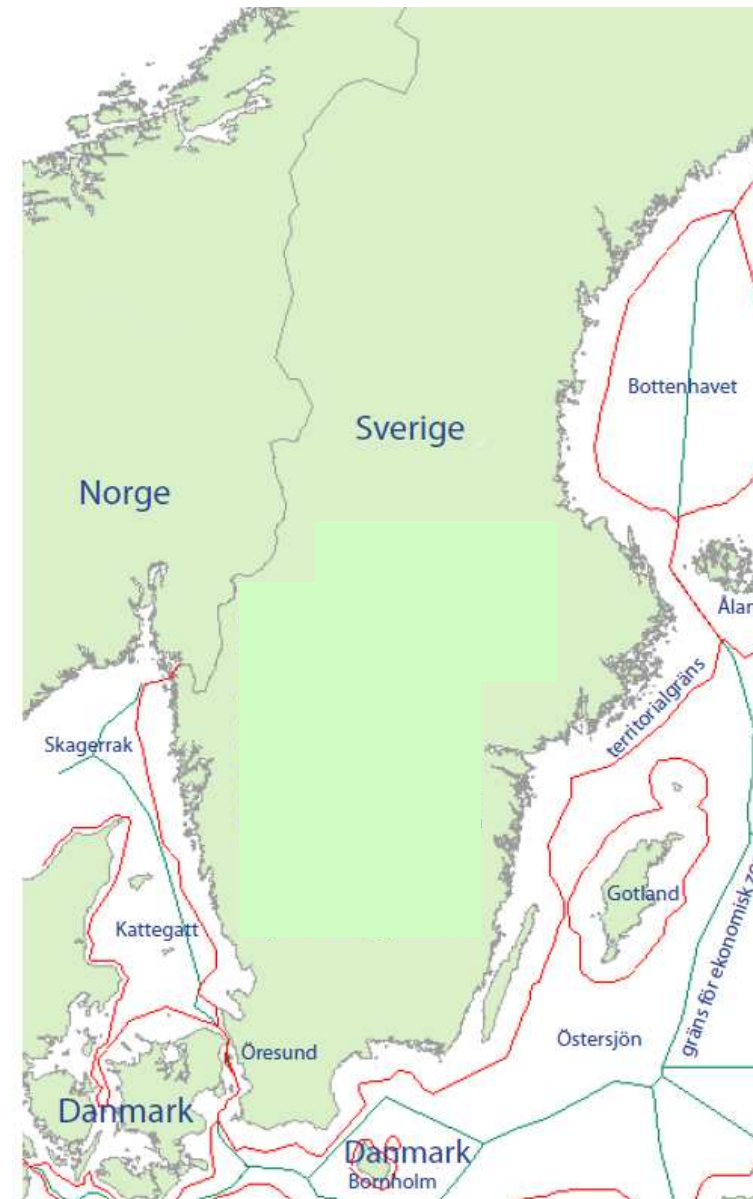 Bottenhavet
Sverige
Norge
Ålan
territorialgräns
Skagerrak
Gotland
Kattegatt
gräns för ekonomisk zo
Östersjön
Öresund
Danmark
Danmark
Bornholm